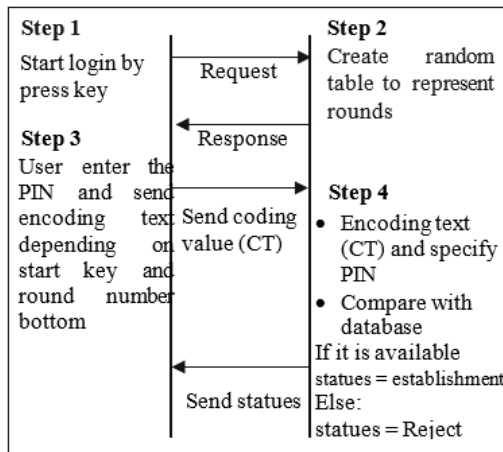 Step 1
Start login by
press key
Request
Step 2
Create random
table to represent
rounds
Response
Step 3
User enter the
PIN and send
encoding text
depending on
start key and
round number
bottom
Send coding
value (CT)
Step 4
• Encoding text
(CT) and specify
PIN
• Compare with
database
If it is available
statues = establishment
Else:
statues = Reject
Send statues